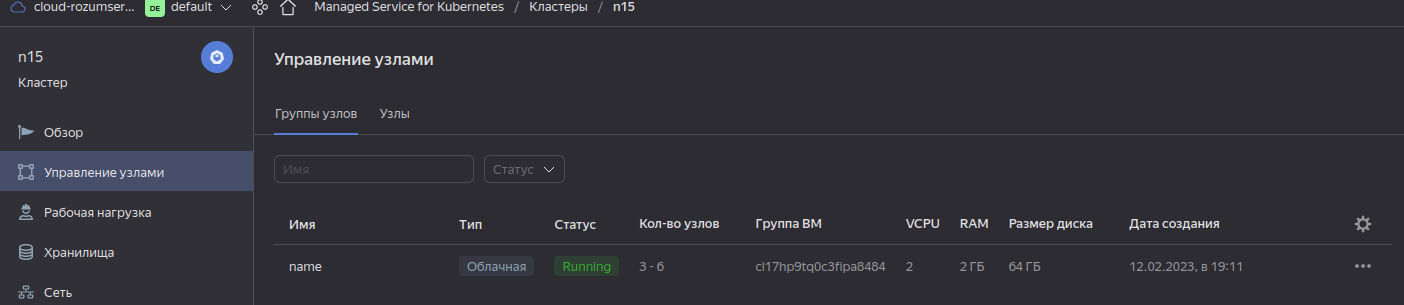 cloud-rozumser... DE default Managed Service for Kubernetes / Кластеры / n15
n15
Кластер
Обзор
Управление узлами
Рабочая нагрузка
Хранилища
Сеть
Управление узлами
Группы узлов Узлы
Имя Статус
Имя Тип Статус Кол-во узлов Группа ВМ VCPU RAM Размер диска Дата создания
name Облачная Running 3 - 6 cl17hp9tq0c3fipa8484 2 2 ГБ 64 ГБ 12.02.2023, в 19:11